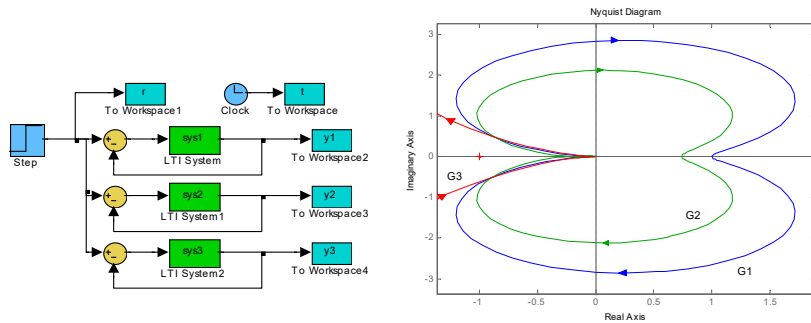 r
To Workspace1
Clock
t
To Workspace
Step
+
−
sys1
LTI System
y1
To Workspace2
+
−
sys2
LTI System1
y2
To Workspace3
+
−
sys3
LTI System2
y3
To Workspace4
Nyquist Diagram
Imaginary Axis
3
2
1
0
-1
-2
-3
G3
G2
G1
-1
-0.5
0
0.5
1
1.5
Real Axis